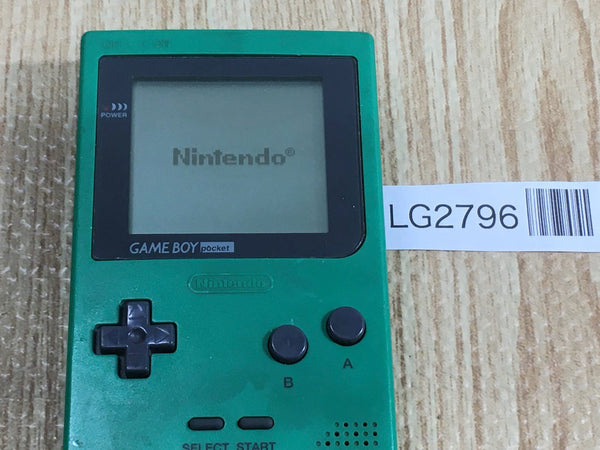 POWER
Nintendo®
GAME BOY pocket
Nintendo
LG2796
B
A
SELECT START